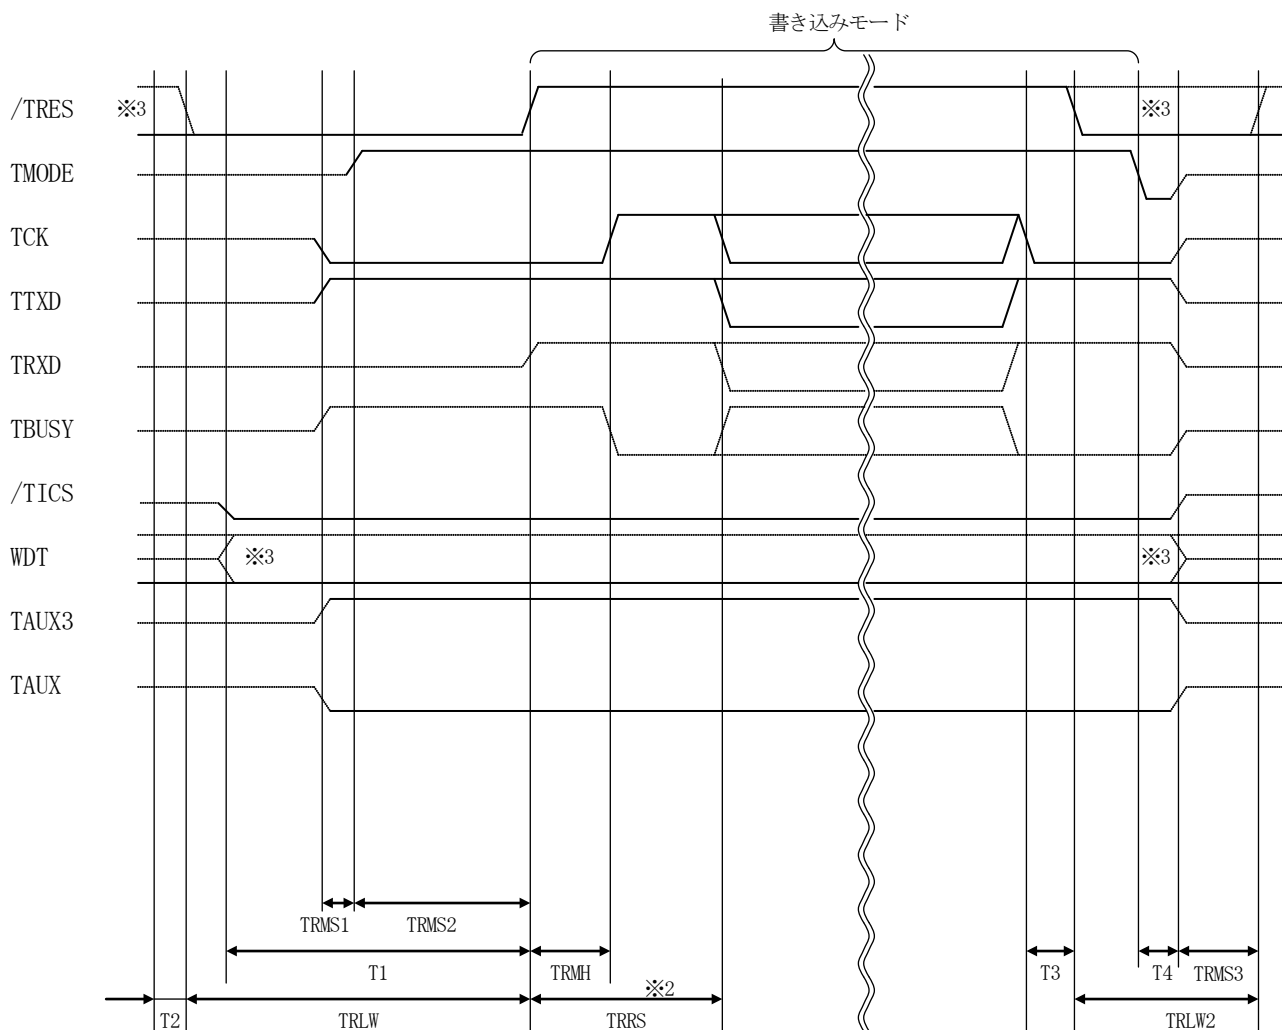 書き込みモード
/TRES ※3 ※3
TMODE
TCK
TTXD
TRXD
TBUSY
/TICS
WDT ※3 ※3
TAUX3
TAUX
TRMS1 TRMS2
T1 TRMH T3 T4 TRMS3
※2
T2 TRLW TRRS TRLW2